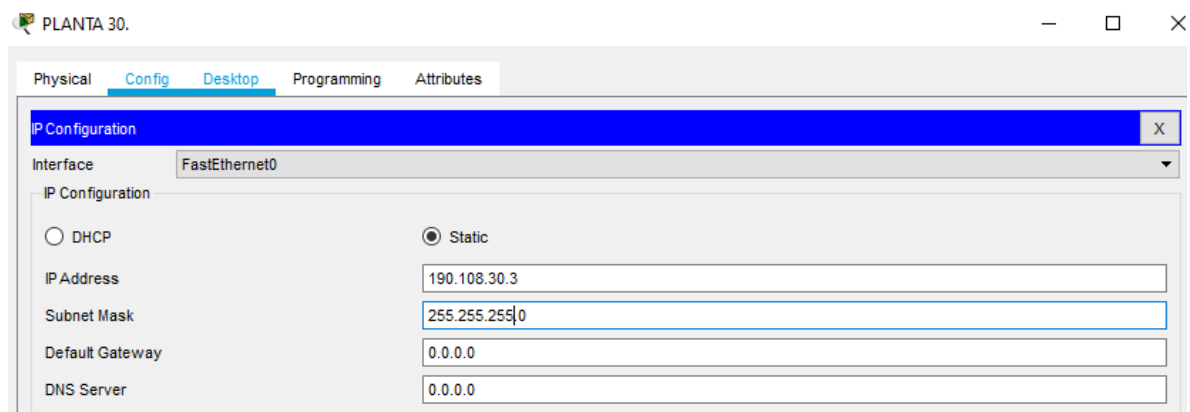 PLANTA 30.
Physical Config Desktop Programming Attributes
IP Configuration X
Interface FastEthernet0
IP Configuration
DHCP Static
IP Address 190.108.30.3
Subnet Mask 255.255.255.0
Default Gateway 0.0.0.0
DNS Server 0.0.0.0